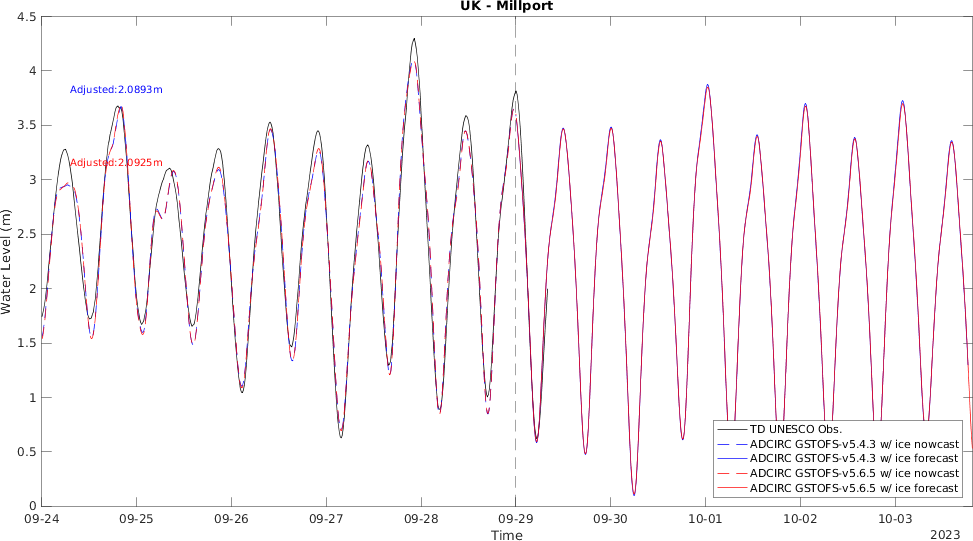 UK - Millport
4.5
4
3.5
3
2.5
2
1.5
1
0.5
0
Water Level (m)
Adjusted:2.0893m
Adjusted:2.0925m
TD UNESCO Obs.
ADCIRC GSTOFS-v5.4.3 w/ ice nowcast
ADCIRC GSTOFS-v5.4.3 w/ ice forecast
ADCIRC GSTOFS-v5.6.5 w/ ice nowcast
ADCIRC GSTOFS-v5.6.5 w/ ice forecast
09-24 09-25 09-26 09-27 09-28 09-29 09-30 10-01 10-02 10-03
Time
2023